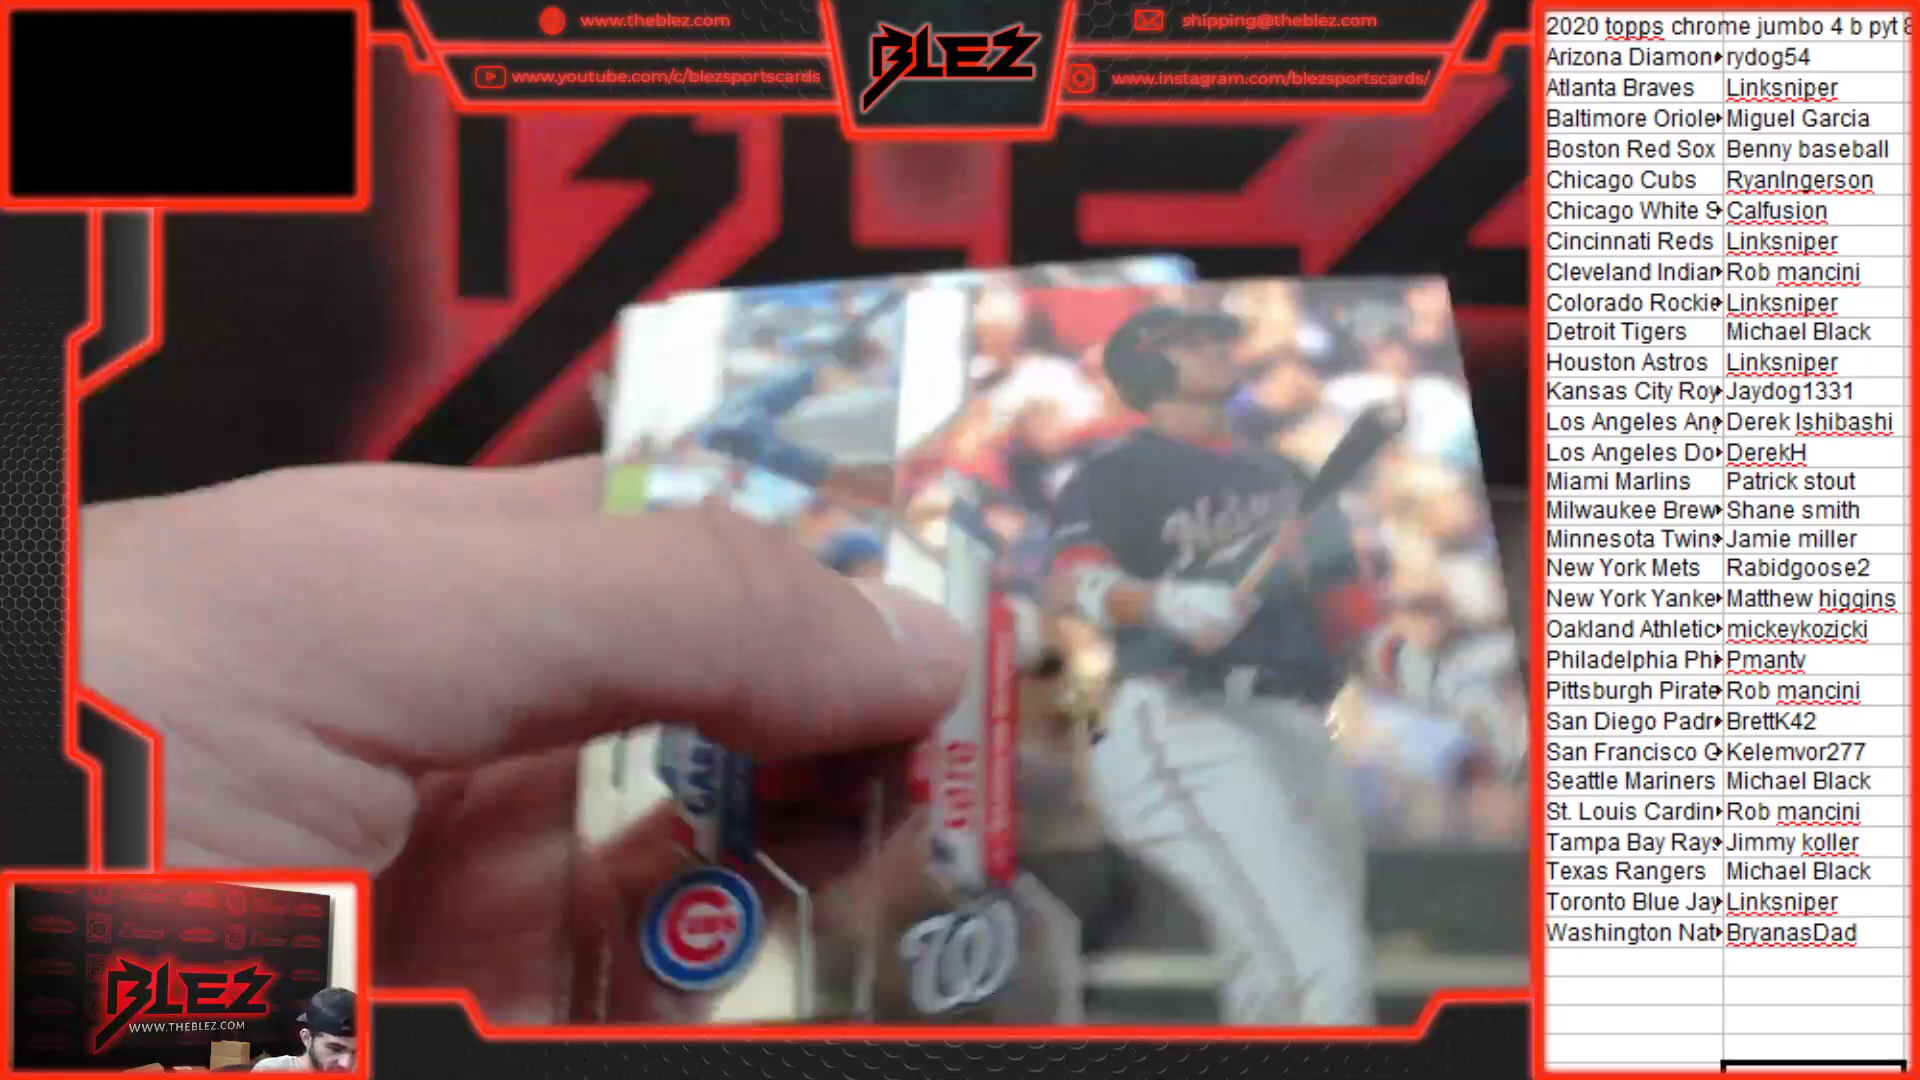 www.theblez.com
shipping@theblez.com
BLEZ
www.youtube.com/c/blezsportscards
www.instagram.com/blezsportscards/
BLEZ
2020 topps chrome jumbo 4 b pyt 8
Arizona Diamon rydog54
Atlanta Braves Linksniper
Baltimore Oriole Miguel Garcia
Boston Red Sox Benny baseball
Chicago Cubs RyanIngerson
Chicago White S Calfusion
Cincinnati Reds Linksniper
Cleveland Indian Rob mancini
Colorado Rockie Linksniper
Detroit Tigers Michael Black
Houston Astros Linksniper
Kansas City Roy Jaydog1331
Los Angeles Ang Derek Ishibashi
Los Angeles Do DerekH
Miami Marlins Patrick stout
Milwaukee Brew Shane smith
Minnesota Twins Jamie miller
New York Mets Rabidgoose2
New York Yanke Matthew higgins
Oakland Athletic mickeykozicki
Philadelphia Phi Pmantv
Pittsburgh Pirate Rob mancini
San Diego Padr BrettK42
San Francisco G Kelemvor277
Seattle Mariners Michael Black
St. Louis Cardin Rob mancini
Tampa Bay Rays Jimmy koller
Texas Rangers Michael Black
Toronto Blue Jay Linksniper
Washington Nat BryanasDad
W
BLEZ
WWW.THEBLEZ.COM